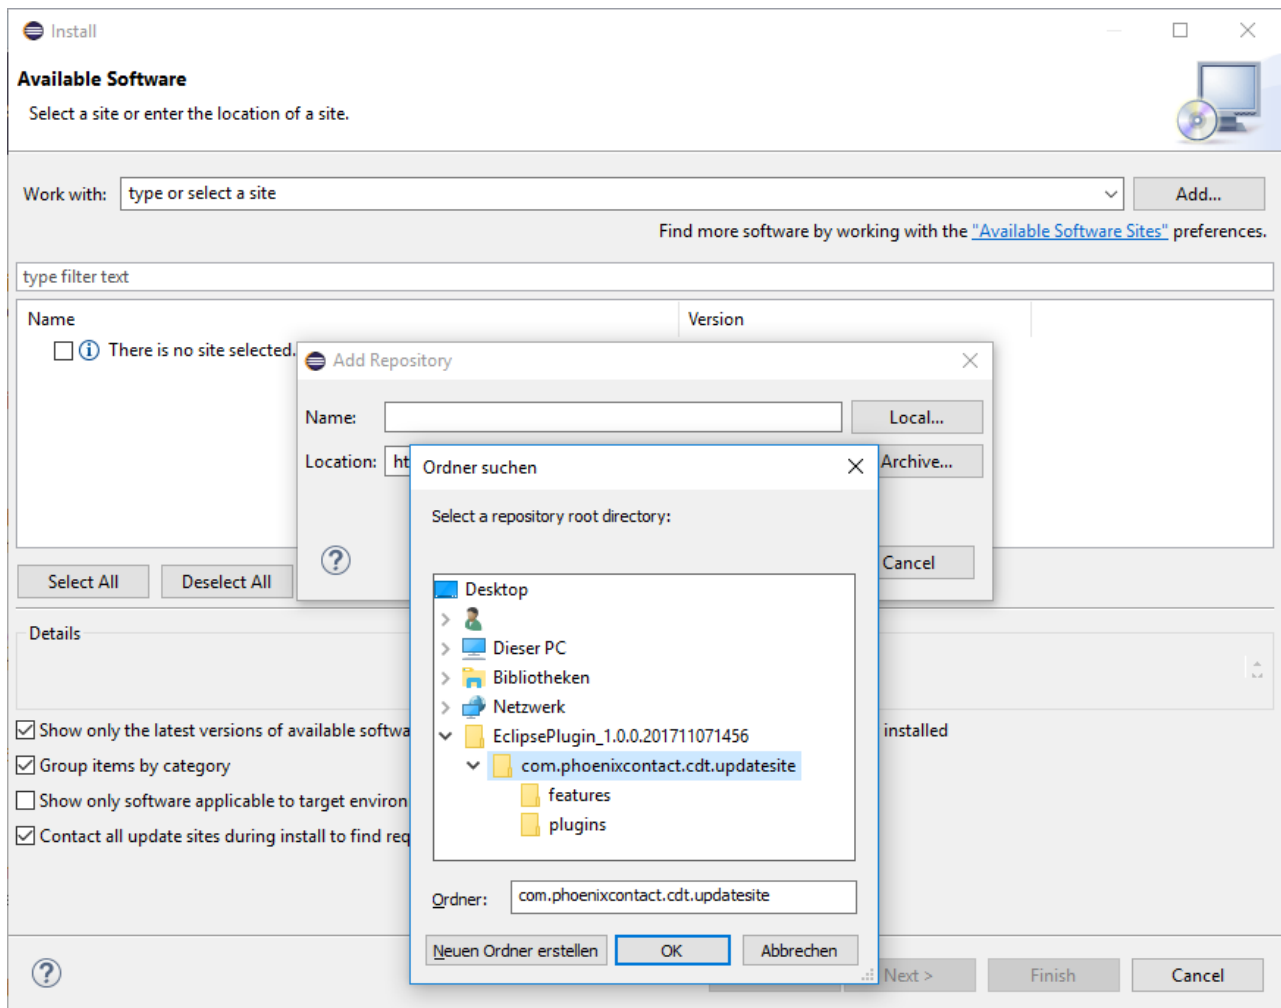 Install
Available Software
Select a site or enter the location of a site.
Work with: type or select a site Add...
Find more software by working with the "Available Software Sites" preferences.
type filter text
Name Version
There is no site selected.
Add Repository
Name: Local...
Location: ht Archive...
Cancel
Ordner suchen
Select a repository root directory:
Desktop
Dieser PC
Bibliotheken
Netzwerk
EclipsePlugin_1.0.0.201711071456
com.phoenixcontact.cdt.updatesite
features
plugins
Ordner: com.phoenixcontact.cdt.updatesite
Neuen Ordner erstellen OK Abbrechen
Select All Deselect All
Details
Show only the latest versions of available softwa installed
Group items by category
Show only software applicable to target environ
Contact all update sites during install to find req
Next > Finish Cancel